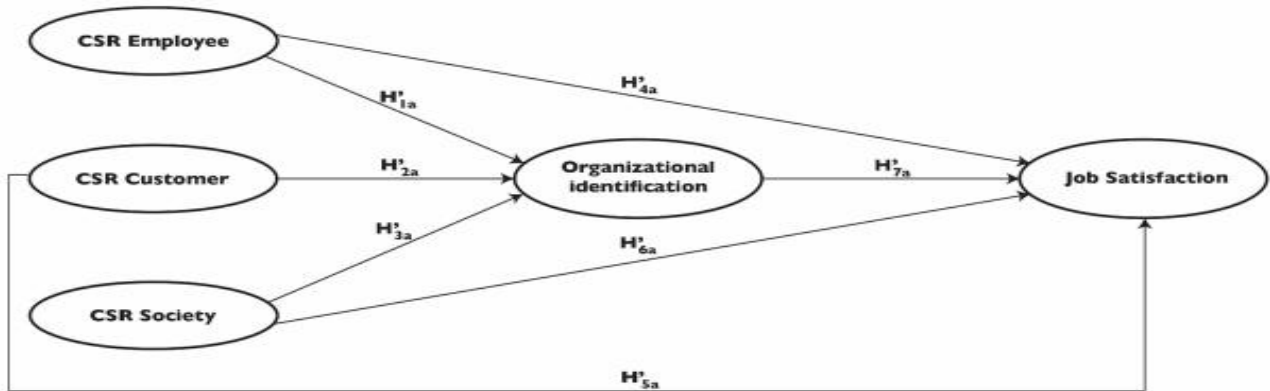 CSR Employee
H'4a
H'1a
CSR Customer
H'2a
Organizational
identification
H'7a
Job Satisfaction
H'3a
H'6a
CSR Society
H'5a